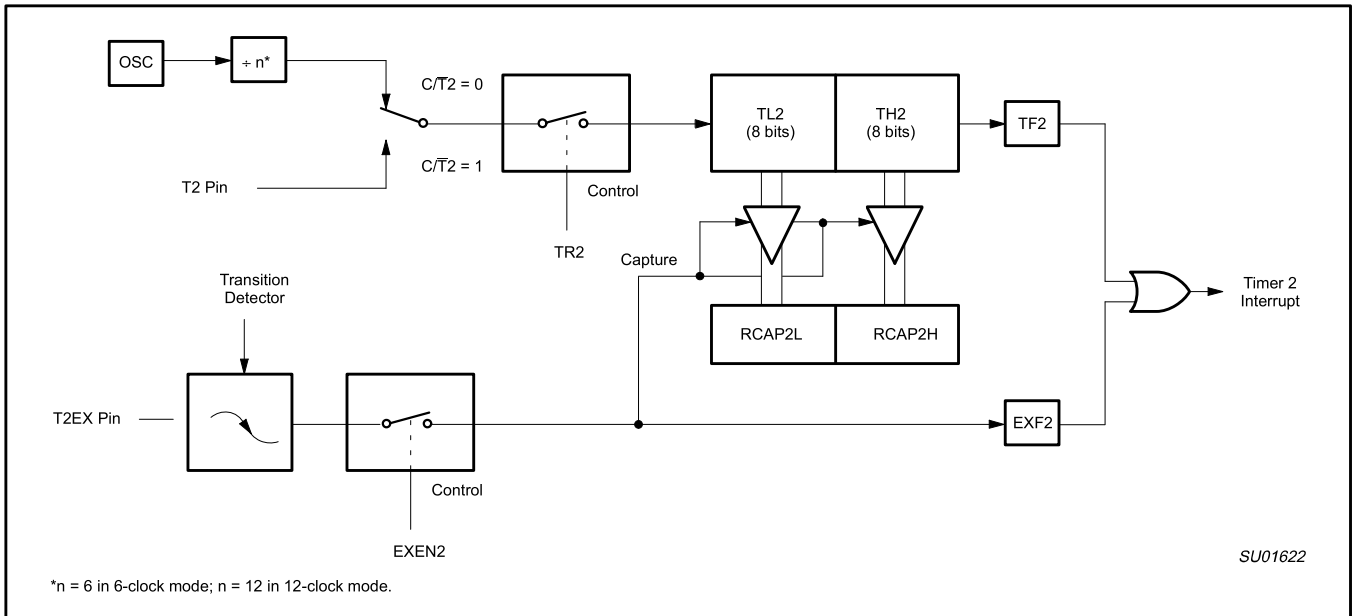 OSC
÷ n*
C/T̅2 = 0
TL2
(8 bits)
TH2
(8 bits)
TF2
C/T̅2 = 1
T2 Pin
Control
TR2
Capture
Transition
Detector
Timer 2
Interrupt
RCAP2L
RCAP2H
T2EX Pin
EXF2
Control
EXEN2
SU01622
*n = 6 in 6-clock mode; n = 12 in 12-clock mode.